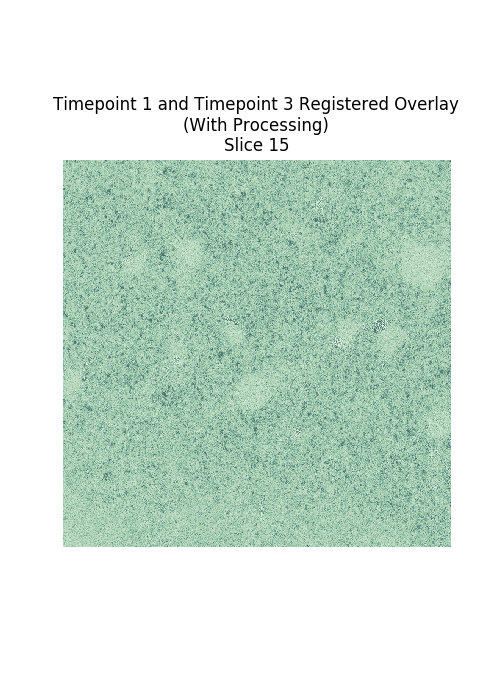 Timepoint 1 and Timepoint 3 Registered Overlay
(With Processing)
Slice 15